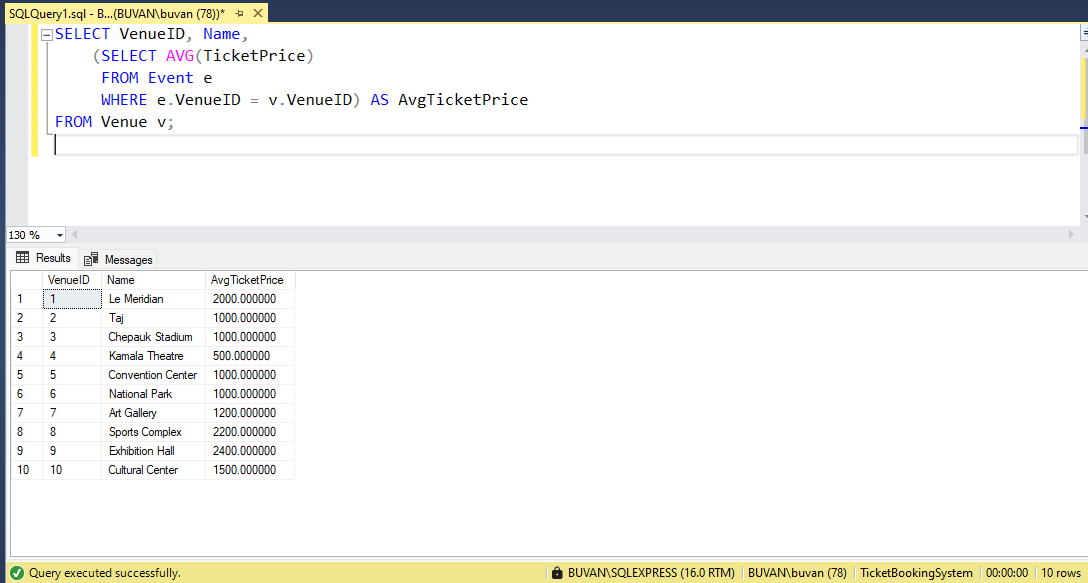 SQLQuery1.sql - B...(BUVAN\buvan (78))*
SELECT VenueID, Name,
(SELECT AVG(TicketPrice)
FROM Event e
WHERE e.VenueID = v.VenueID) AS AvgTicketPrice
FROM Venue v;
130 %
Results Messages
VenueID Name AvgTicketPrice
1 1 Le Meridian 2000.000000
2 2 Taj 1000.000000
3 3 Chepauk Stadium 1000.000000
4 4 Kamala Theatre 500.000000
5 5 Convention Center 1000.000000
6 6 National Park 1000.000000
7 7 Art Gallery 1200.000000
8 8 Sports Complex 2200.000000
9 9 Exhibition Hall 2400.000000
10 10 Cultural Center 1500.000000
Query executed successfully. BUVAN\SQLEXPRESS (16.0 RTM) BUVAN\buvan (78) TicketBookingSystem 00:00:00 10 rows